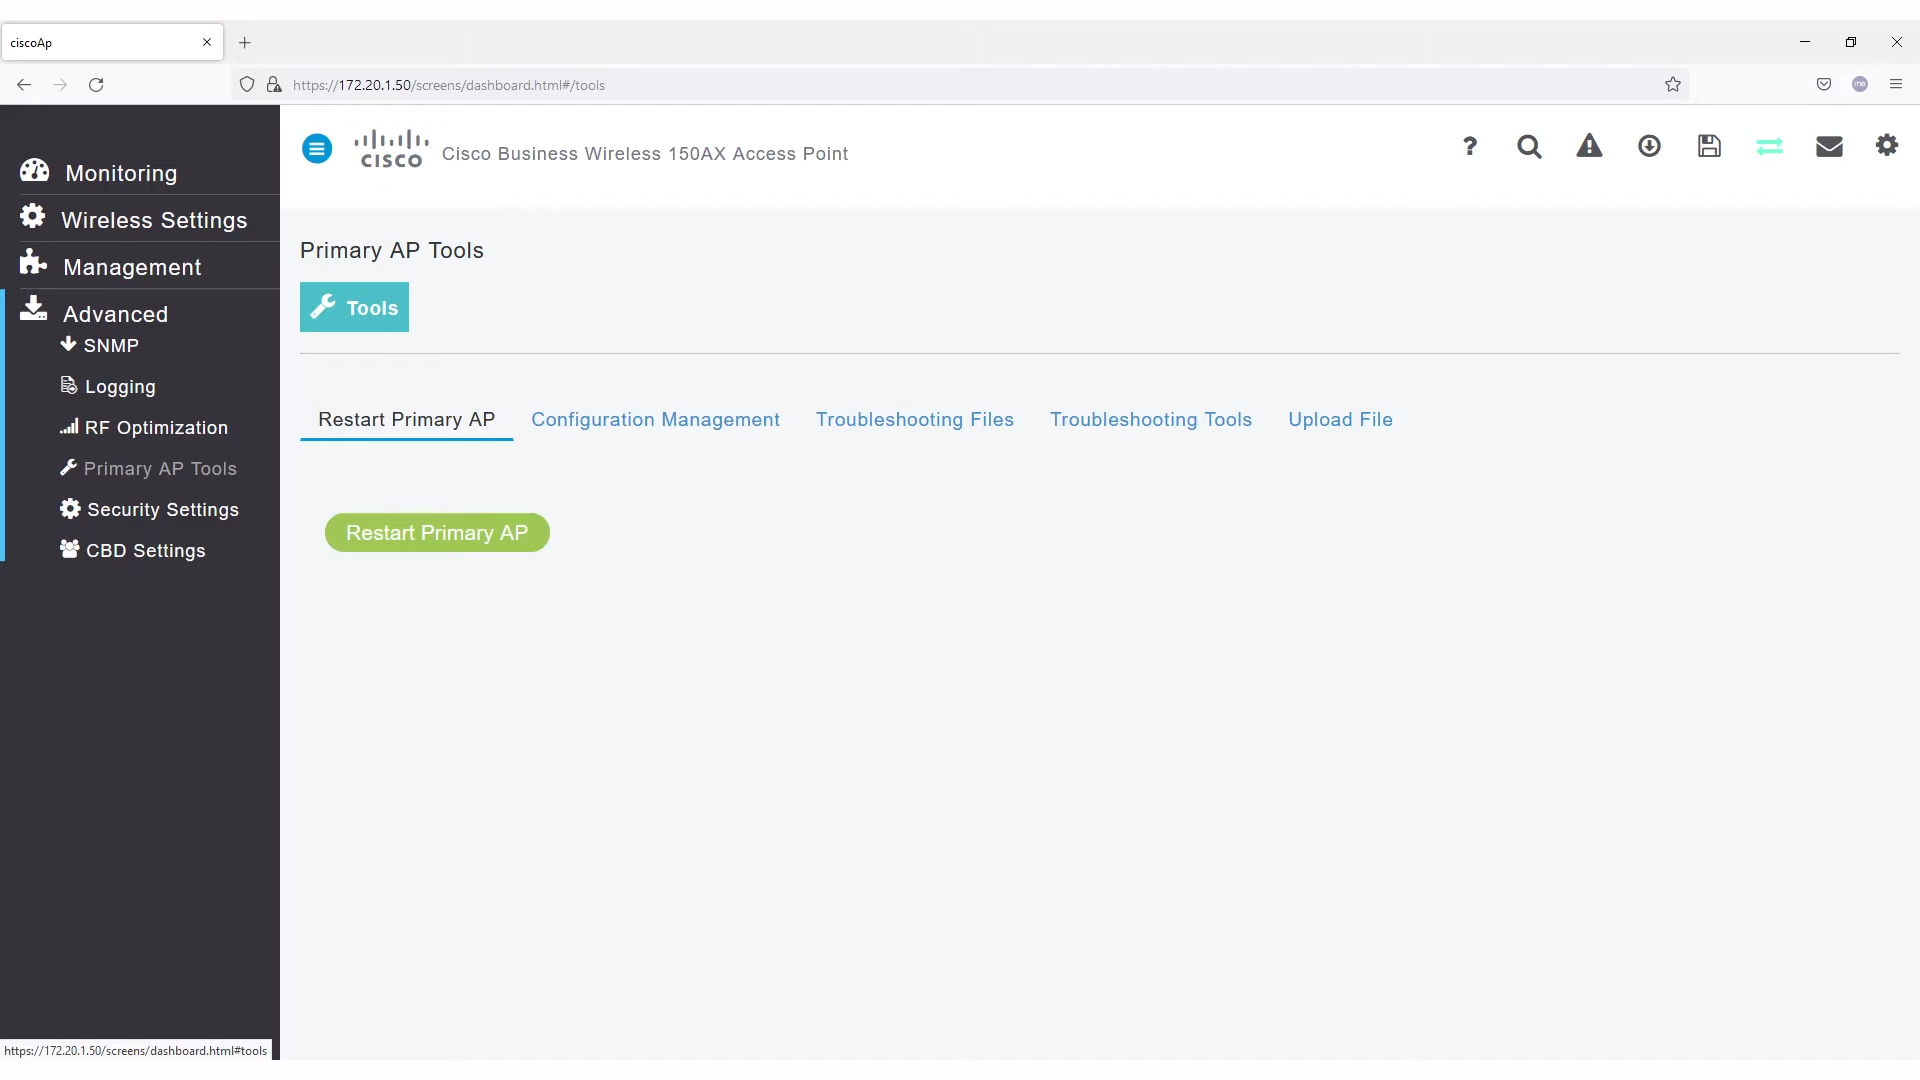 ciscoAp
https://172.20.1.50/screens/dashboard.html#/tools
Monitoring
Wireless Settings
Management
Advanced
SNMP
Logging
RF Optimization
Primary AP Tools
Security Settings
CBD Settings
https://172.20.1.50/screens/dashboard.html#tools
CISCO Cisco Business Wireless 150AX Access Point
Primary AP Tools
Tools
Restart Primary AP Configuration Management Troubleshooting Files Troubleshooting Tools Upload File
Restart Primary AP